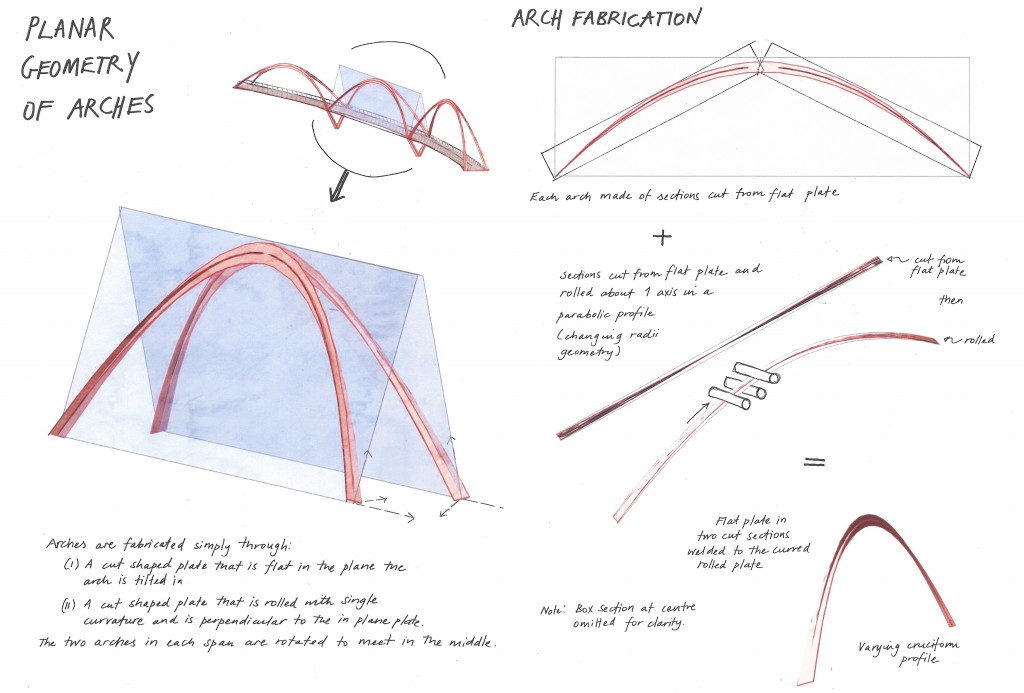 PLANAR
GEOMETRY
OF ARCHES
ARCH FABRICATION
Each arch made of sections cut from flat plate
+
sections cut from flat plate and
rolled about 1 axis in a
parabolic profile
(changing radii
geometry)
cut from
flat plate
then
rolled
=
Flat plate in
two cut sections
welded to the curved
rolled plate
Note: Box section at centre
omitted for clarity.
Varying cruciform
profile
Arches are fabricated simply through:
(I) A cut shaped plate that is flat in the plane the
arch is tilted in
(II) A cut shaped plate that is rolled with single
curvature and is perpendicular to the in plane plate.
The two arches in each span are rotated to meet in the middle.